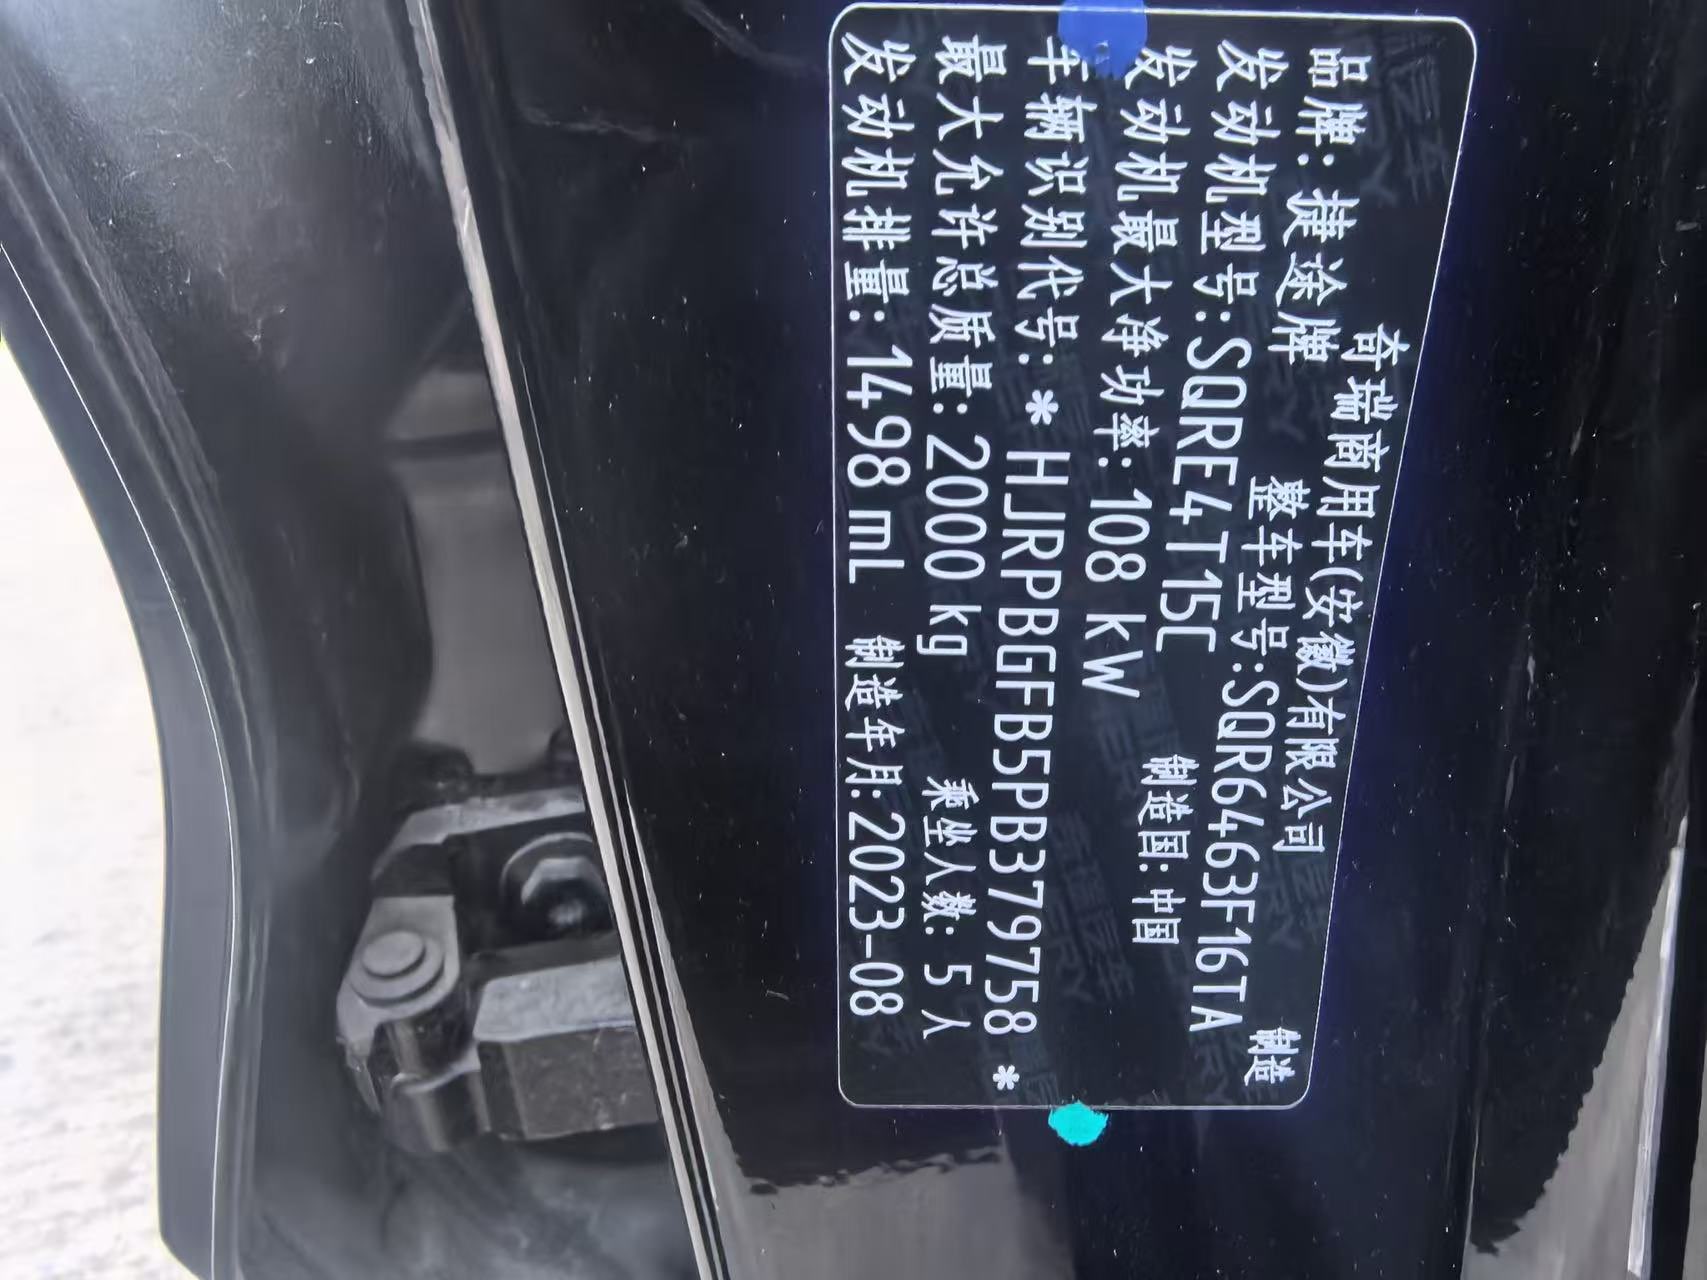 奇瑞商用车(安徽)有限公司 制造
品牌: 捷途牌 整车型号:SQR6463F16TA
发动机型号:SQRE4T15C
发动机最大净功率: 108 kW 制造国: 中国
车辆识别代号: * HJRPBGFB5PB379758 *
最大允许总质量: 2000 kg 乘坐人数: 5 人
发动机排量: 1498 mL 制造年月:2023-08